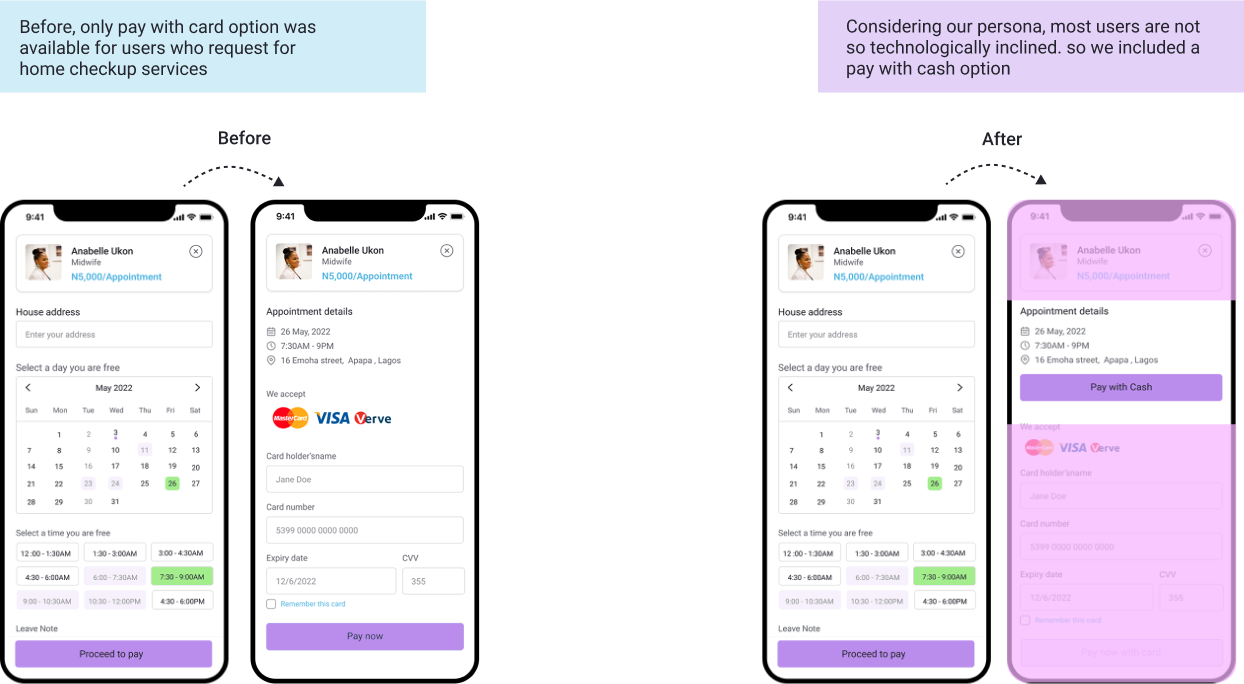 Before, only pay with card option was
available for users who request for
home checkup services
Considering our persona, most users are not
so technologically inclined. so we included a
pay with cash option
Before
After
9:41
Anabelle Ukon
Midwife
N5,000/Appointment
House address
Enter your address
Select a day you are free
May 2022
Sun Mon Tue Wed Thu Fri Sat
1 2 3 4 5 6
7 8 9 10 11 12 13
14 15 16 17 18 19 20
21 22 23 24 25 26 27
28 29 30 31
Select a time you are free
12 :00 - 1:30AM 1:30 - 3:00AM 3:00 - 4:30AM
4:30 - 6:00AM 6:00 - 7:30AM 7:30 - 9:00AM
9:00 - 10:30AM 10:30 - 12:00PM 4:30 - 6:00PM
Leave Note
Proceed to pay
9:41
Anabelle Ukon
Midwife
N5,000/Appointment
Appointment details
26 May, 2022
7:30AM - 9PM
16 Emoha street, Apapa , Lagos
We accept
MasterCard VISA Verve
Card holder'sname
Jane Doe
Card number
5399 0000 0000 0000
Expiry date CVV
12/6/2022 355
Remember this card
Pay now
9:41
Anabelle Ukon
Midwife
N5,000/Appointment
House address
Enter your address
Select a day you are free
May 2022
Sun Mon Tue Wed Thu Fri Sat
1 2 3 4 5 6
7 8 9 10 11 12 13
14 15 16 17 18 19 20
21 22 23 24 25 26 27
28 29 30 31
Select a time you are free
12 :00 - 1:30AM 1:30 - 3:00AM 3:00 - 4:30AM
4:30 - 6:00AM 6:00 - 7:30AM 7:30 - 9:00AM
9:00 - 10:30AM 10:30 - 12:00PM 4:30 - 6:00PM
Leave Note
Proceed to pay
9:41
Anabelle Ukon
Midwife
N5,000/Appointment
Appointment details
26 May, 2022
7:30AM - 9PM
16 Emoha street, Apapa , Lagos
Pay with Cash
We accept
MasterCard VISA Verve
Card holder'sname
Jane Doe
Card number
5399 0000 0000 0000
Expiry date CVV
12/6/2022 355
Remember this card
Pay now with card